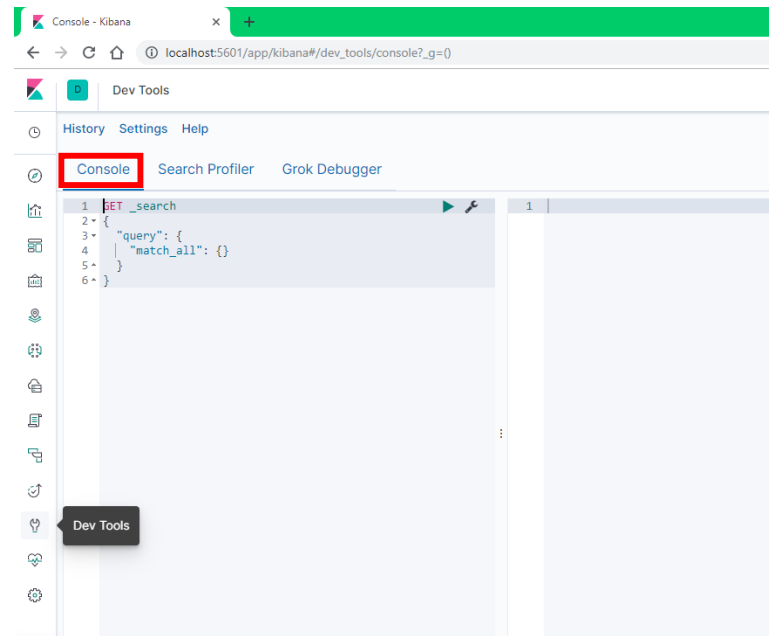 Console - Kibana
localhost:5601/app/kibana#/dev_tools/console?_g=()
D Dev Tools
History Settings Help
Console Search Profiler Grok Debugger
1 GET _search
2 {
3 "query": {
4 "match_all": {}
5 }
6 }
1
Dev Tools